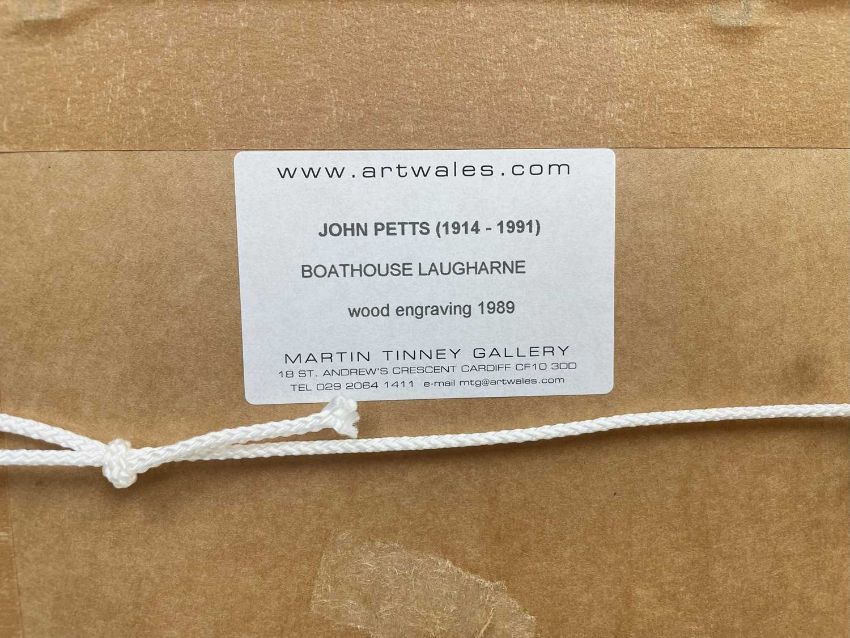 www.artwales.com
JOHN PETTS (1914 - 1991)
BOATHOUSE LAUGHARNE
wood engraving 1989
MARTIN TINNEY GALLERY
18 ST. ANDREW'S CRESCENT CARDIFF CF10 3DD
TEL 029 2064 1411 e-mail mtg@artwales.com